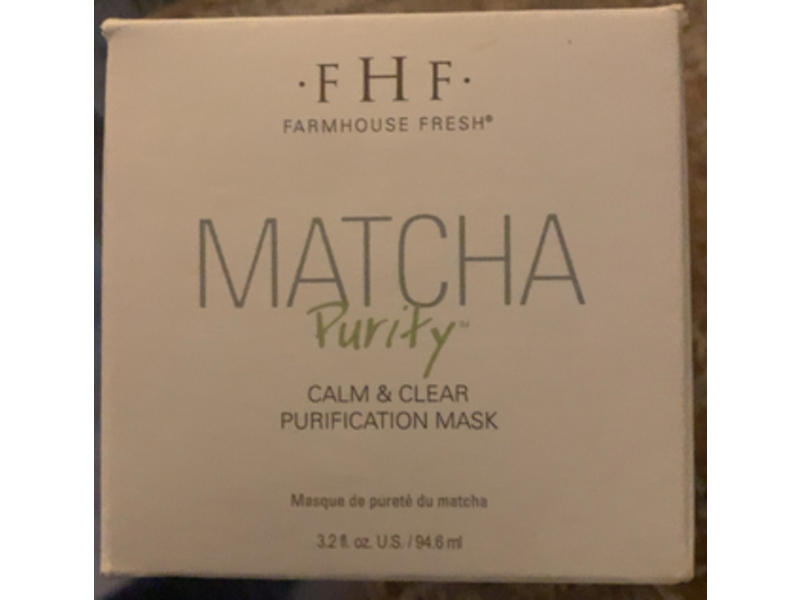 ·FHF·
FARMHOUSE FRESH®
MATCHA
Purify™
CALM & CLEAR
PURIFICATION MASK
Masque de pureté du matcha
3.2 fl. oz. U.S. / 94.6 ml